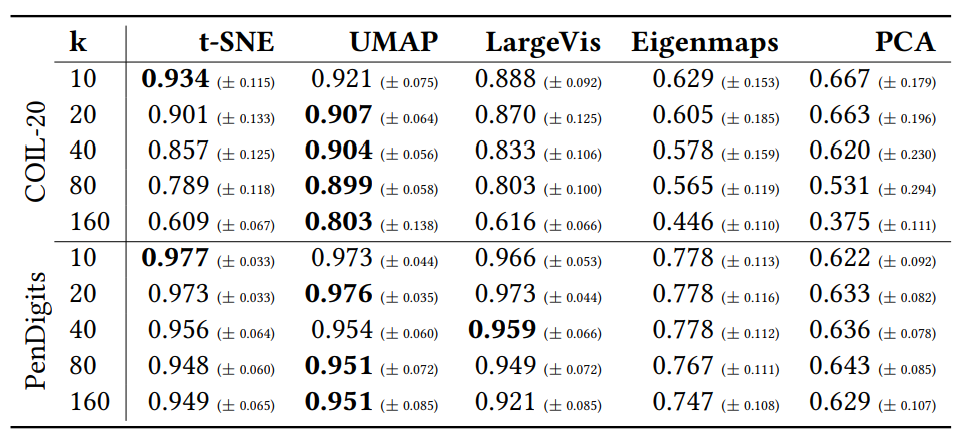 k t-SNE UMAP LargeVis Eigenmaps PCA
COIL-20
10 0.934 (± 0.115) 0.921 (± 0.075) 0.888 (± 0.092) 0.629 (± 0.153) 0.667 (± 0.179)
20 0.901 (± 0.133) 0.907 (± 0.064) 0.870 (± 0.125) 0.605 (± 0.185) 0.663 (± 0.196)
40 0.857 (± 0.125) 0.904 (± 0.056) 0.833 (± 0.106) 0.578 (± 0.159) 0.620 (± 0.230)
80 0.789 (± 0.118) 0.899 (± 0.058) 0.803 (± 0.100) 0.565 (± 0.119) 0.531 (± 0.294)
160 0.609 (± 0.067) 0.803 (± 0.138) 0.616 (± 0.066) 0.446 (± 0.110) 0.375 (± 0.111)
PenDigits
10 0.977 (± 0.033) 0.973 (± 0.044) 0.966 (± 0.053) 0.778 (± 0.113) 0.622 (± 0.092)
20 0.973 (± 0.033) 0.976 (± 0.035) 0.973 (± 0.044) 0.778 (± 0.116) 0.633 (± 0.082)
40 0.956 (± 0.064) 0.954 (± 0.060) 0.959 (± 0.066) 0.778 (± 0.112) 0.636 (± 0.078)
80 0.948 (± 0.060) 0.951 (± 0.072) 0.949 (± 0.072) 0.767 (± 0.111) 0.643 (± 0.085)
160 0.949 (± 0.065) 0.951 (± 0.085) 0.921 (± 0.085) 0.747 (± 0.108) 0.629 (± 0.107)